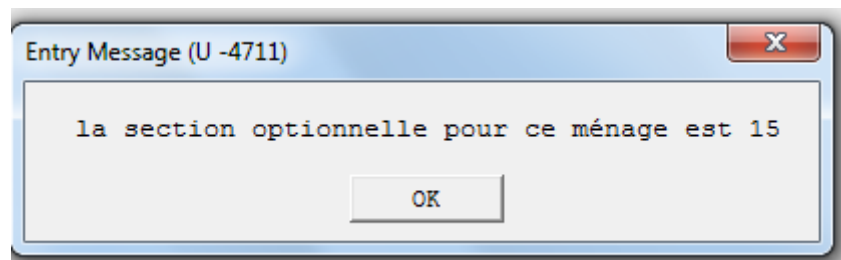 Entry Message (U -4711)
la section optionnelle pour ce ménage est 15
OK